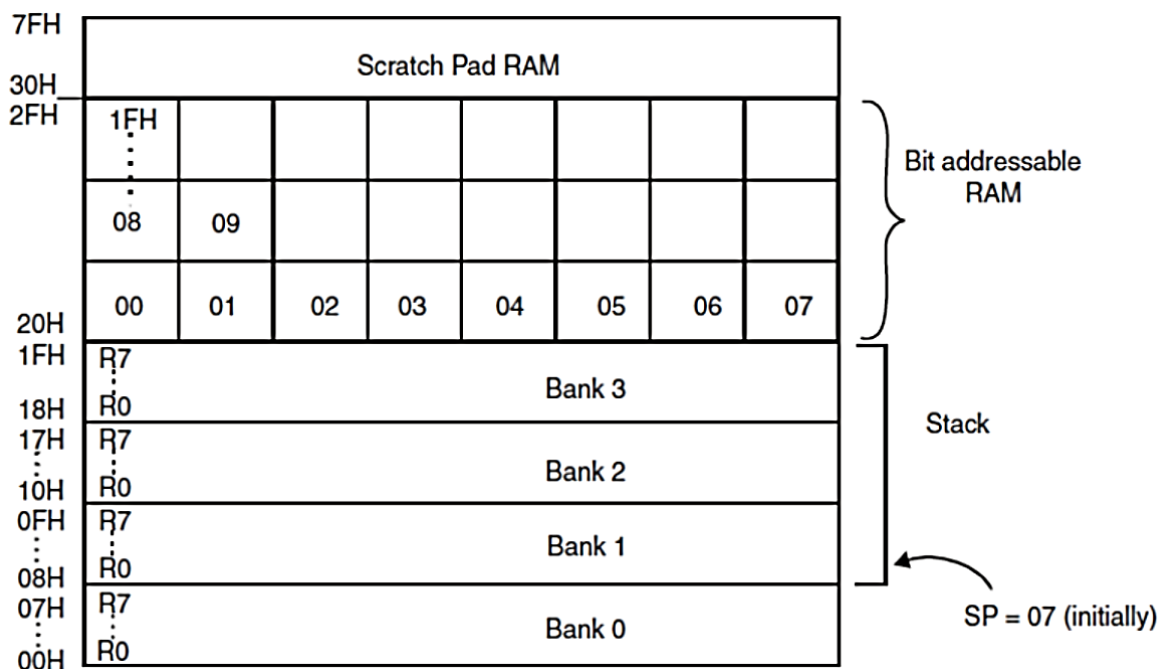 7FH
Scratch Pad RAM
30H
2FH
1FH
Bit addressable
RAM
08 09
00 01 02 03 04 05 06 07
20H
1FH R7
Bank 3
18H R0
Stack
17H R7
Bank 2
10H R0
0FH R7
Bank 1
08H R0
07H R7
SP = 07 (initially)
Bank 0
00H R0